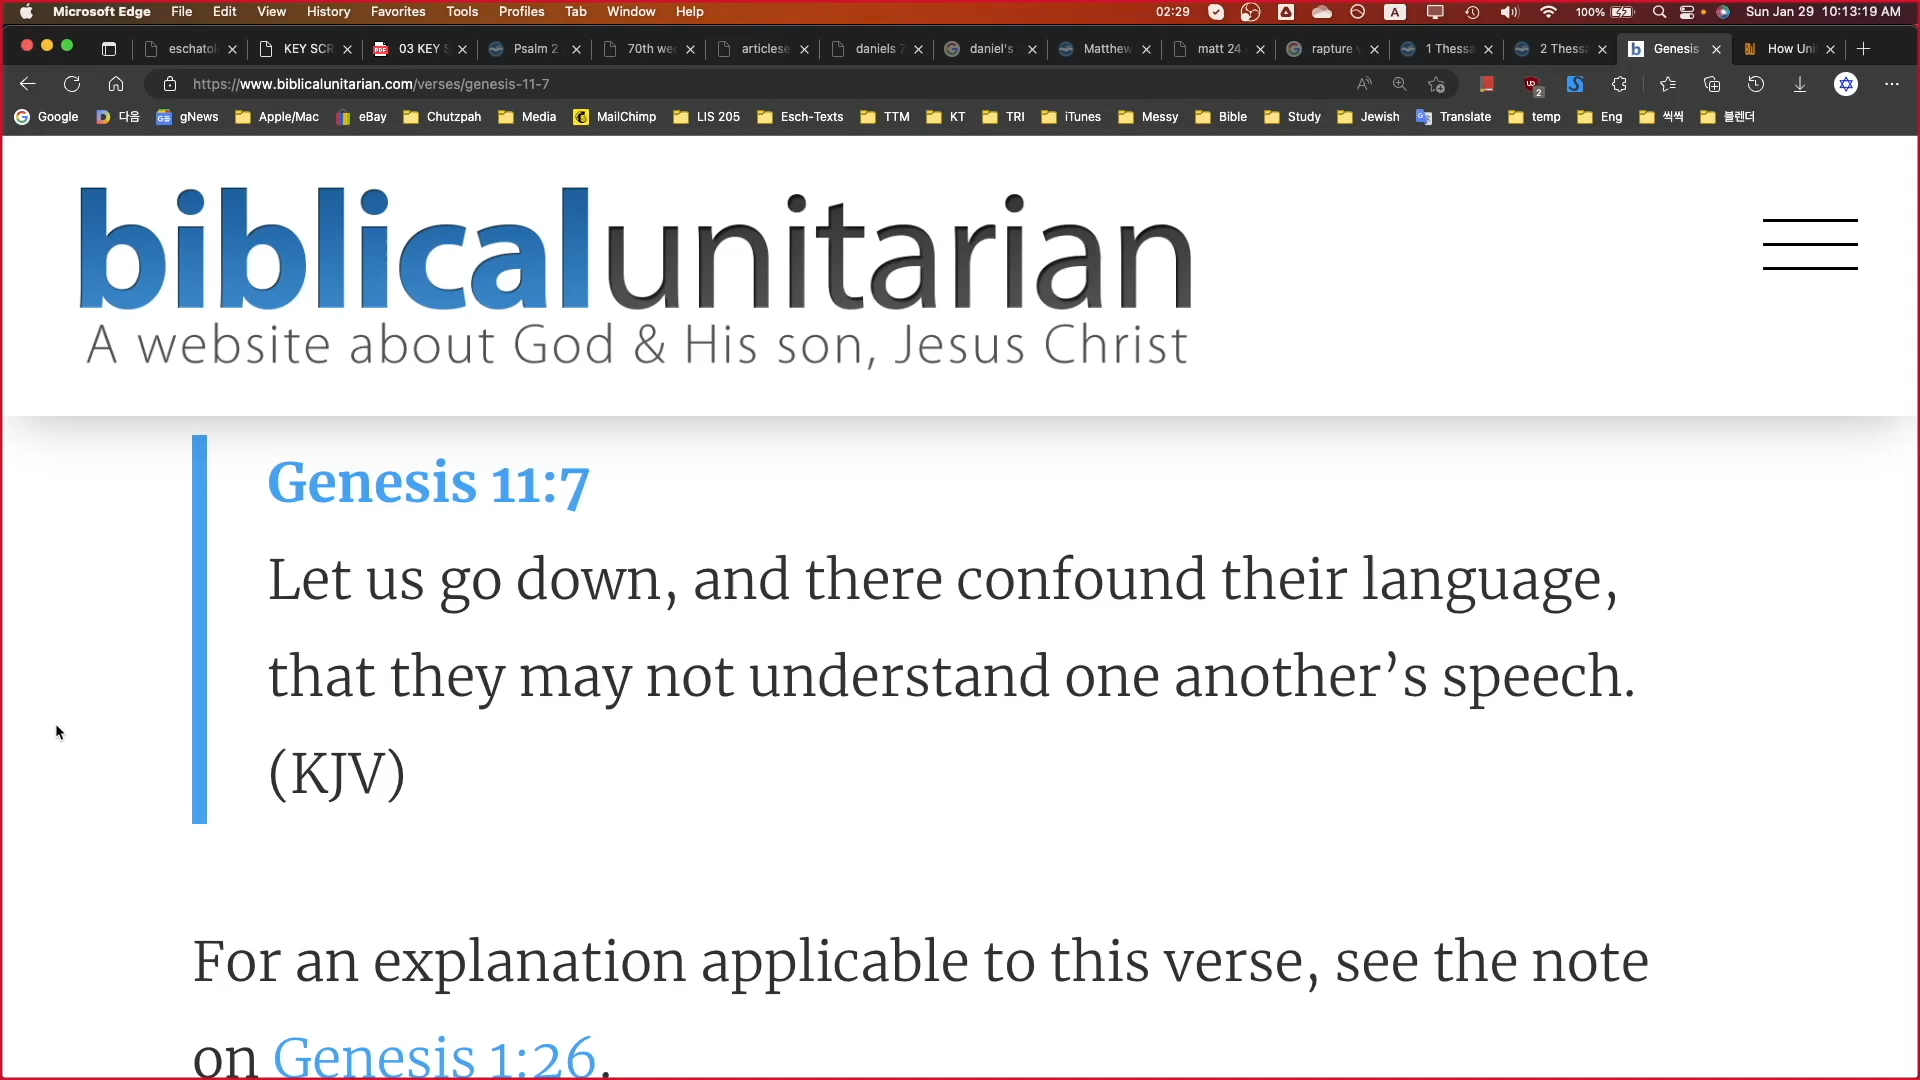 Microsoft Edge File Edit View History Favorites Tools Profiles Tab Window Help 02:29 A 100% Sun Jan 29 10:13:19 AM
eschatol KEY SCR 03 KEY S Psalm 2 70th we articlese daniels 7 daniel's Matthew matt 24 rapture v 1 Thessa 2 Thessa Genesis How Uni
https://www.biblicalunitarian.com/verses/genesis-11-7
Google 다음 gNews Apple/Mac eBay Chutzpah Media MailChimp LIS 205 Esch-Texts TTM KT TRI iTunes Messy Bible Study Jewish Translate temp Eng 씩씩 블렌더
biblicalunitarian
A website about God & His son, Jesus Christ
Genesis 11:7
Let us go down, and there confound their language,
that they may not understand one another’s speech.
(KJV)
For an explanation applicable to this verse, see the note
on Genesis 1:26.